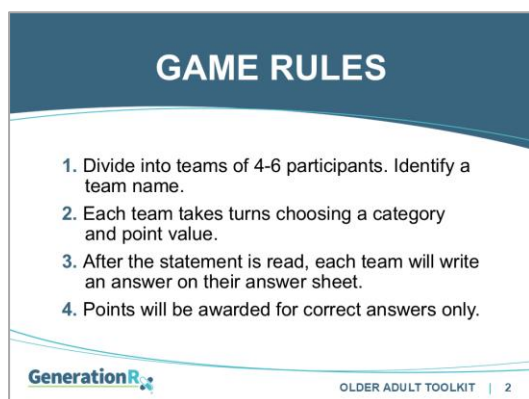 GAME RULES
1. Divide into teams of 4-6 participants. Identify a
team name.
2. Each team takes turns choosing a category
and point value.
3. After the statement is read, each team will write
an answer on their answer sheet.
4. Points will be awarded for correct answers only.
GenerationRx
OLDER ADULT TOOLKIT | 2